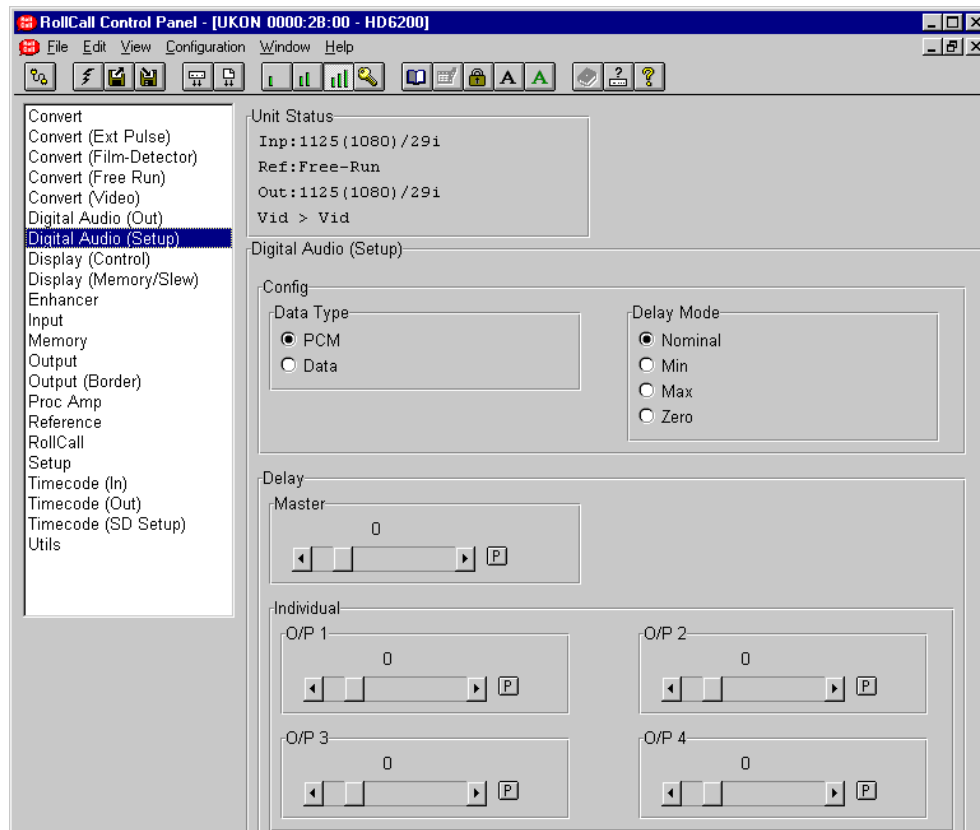 RollCall Control Panel - [UKON 0000:2B:00 - HD6200]
File Edit View Configuration Window Help
A A
Convert
Convert (Ext Pulse)
Convert (Film-Detector)
Convert (Free Run)
Convert (Video)
Digital Audio (Out)
Digital Audio (Setup)
Display (Control)
Display (Memory/Slew)
Enhancer
Input
Memory
Output
Output (Border)
Proc Amp
Reference
RollCall
Setup
Timecode (In)
Timecode (Out)
Timecode (SD Setup)
Utils
Unit Status
Inp:1125(1080)/29i
Ref:Free-Run
Out:1125(1080)/29i
Vid > Vid
Digital Audio (Setup)
Config
Data Type
PCM
Data
Delay Mode
Nominal
Min
Max
Zero
Delay
Master
0
P
Individual
O/P 1
0
P
O/P 2
0
P
O/P 3
0
P
O/P 4
0
P